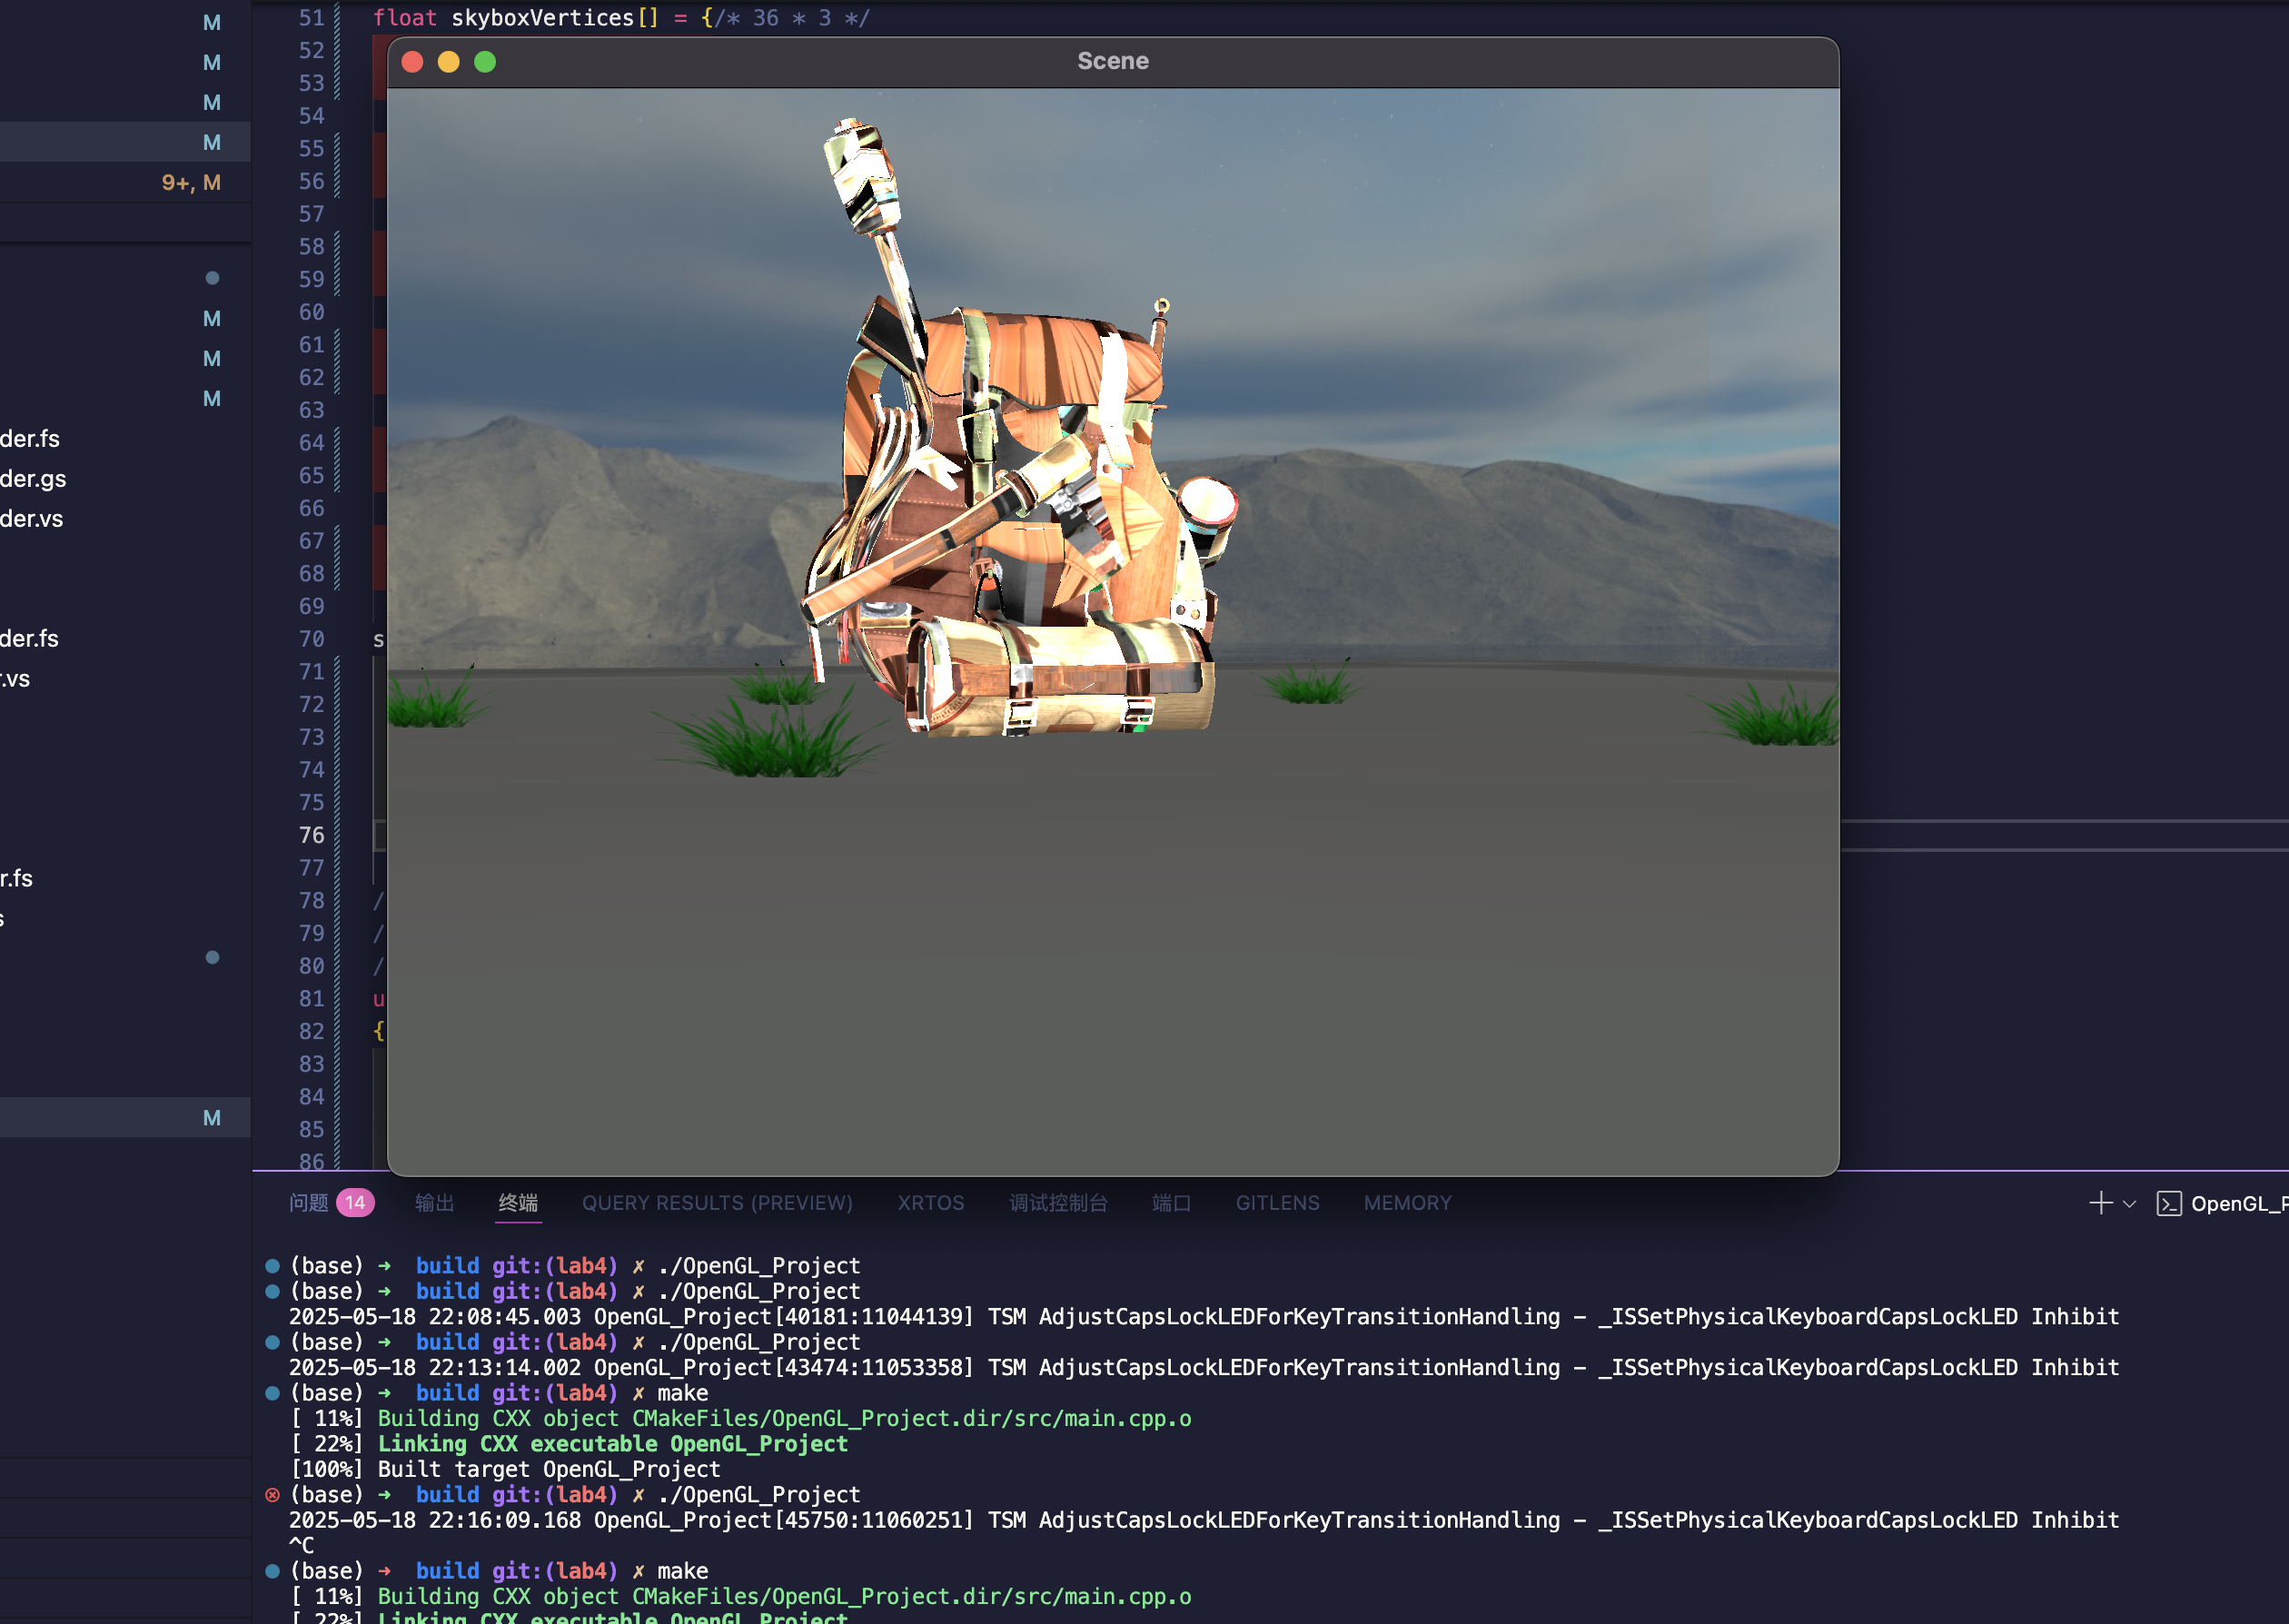 M
M
M
M
9+, M
M
M
M
der.fs
der.gs
der.vs
der.fs
.vs
r.fs
s
M
51 float skyboxVertices[] = {/* 36 * 3 */
52
53
54
55
56
57
58
59
60
61
62
63
64
65
66
67
68
69
70 s
71
72
73
74
75
76
77
78 /
79 /
80 /
81 u
82 {
83
84
85
86
Scene
问题 14 输出 终端 QUERY RESULTS (PREVIEW) XRTOS 调试控制台 端口 GITLENS MEMORY
OpenGL_P
(base) ➜ build git:(lab4) ✗ ./OpenGL_Project
(base) ➜ build git:(lab4) ✗ ./OpenGL_Project
2025-05-18 22:08:45.003 OpenGL_Project[40181:11044139] TSM AdjustCapsLockLEDForKeyTransitionHandling - _ISSetPhysicalKeyboardCapsLockLED Inhibit
(base) ➜ build git:(lab4) ✗ ./OpenGL_Project
2025-05-18 22:13:14.002 OpenGL_Project[43474:11053358] TSM AdjustCapsLockLEDForKeyTransitionHandling - _ISSetPhysicalKeyboardCapsLockLED Inhibit
(base) ➜ build git:(lab4) ✗ make
[ 11%] Building CXX object CMakeFiles/OpenGL_Project.dir/src/main.cpp.o
[ 22%] Linking CXX executable OpenGL_Project
[100%] Built target OpenGL_Project
(base) ➜ build git:(lab4) ✗ ./OpenGL_Project
2025-05-18 22:16:09.168 OpenGL_Project[45750:11060251] TSM AdjustCapsLockLEDForKeyTransitionHandling - _ISSetPhysicalKeyboardCapsLockLED Inhibit
^C
(base) ➜ build git:(lab4) ✗ make
[ 11%] Building CXX object CMakeFiles/OpenGL_Project.dir/src/main.cpp.o
[ 22%] Linking CXX executable OpenGL_Project